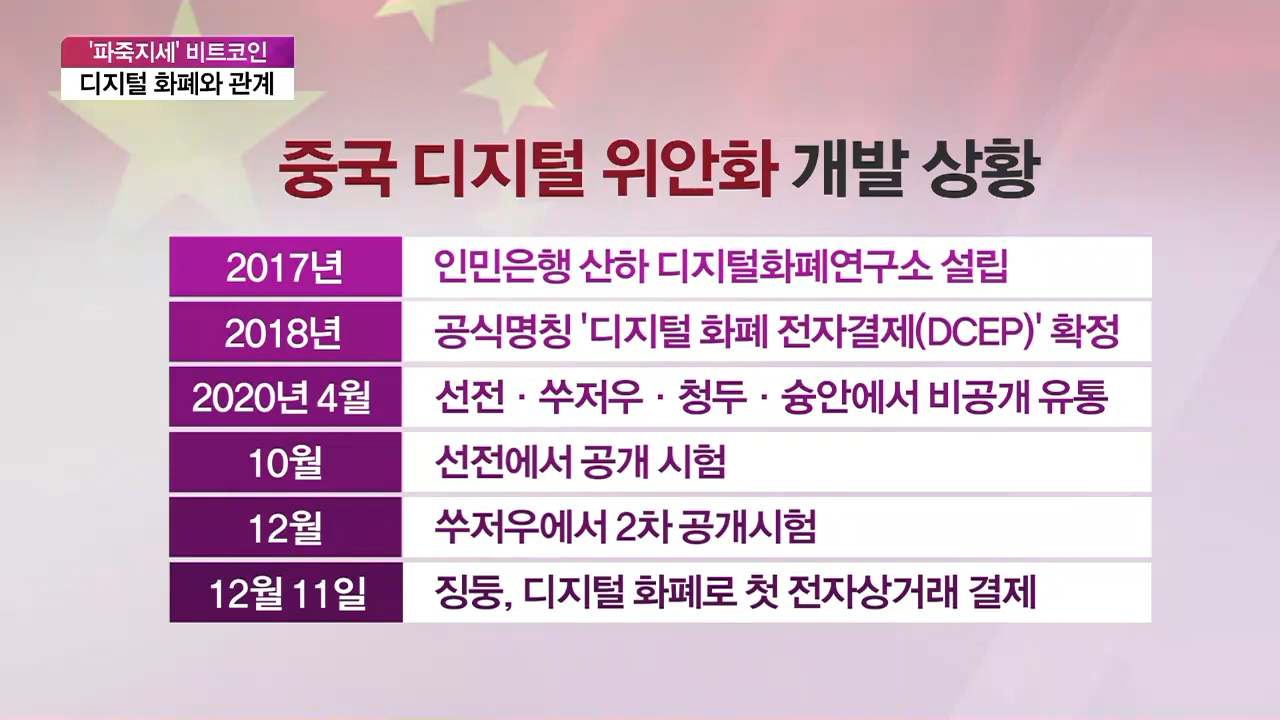 '파죽지세' 비트코인
디지털 화폐와 관계
중국 디지털 위안화 개발 상황
2017년 인민은행 산하 디지털화폐연구소 설립
2018년 공식명칭 '디지털 화폐 전자결제(DCEP)' 확정
2020년 4월 선전 · 쑤저우 · 청두 · 슝안에서 비공개 유통
10월 선전에서 공개 시험
12월 쑤저우에서 2차 공개시험
12월 11일 징둥, 디지털 화폐로 첫 전자상거래 결제